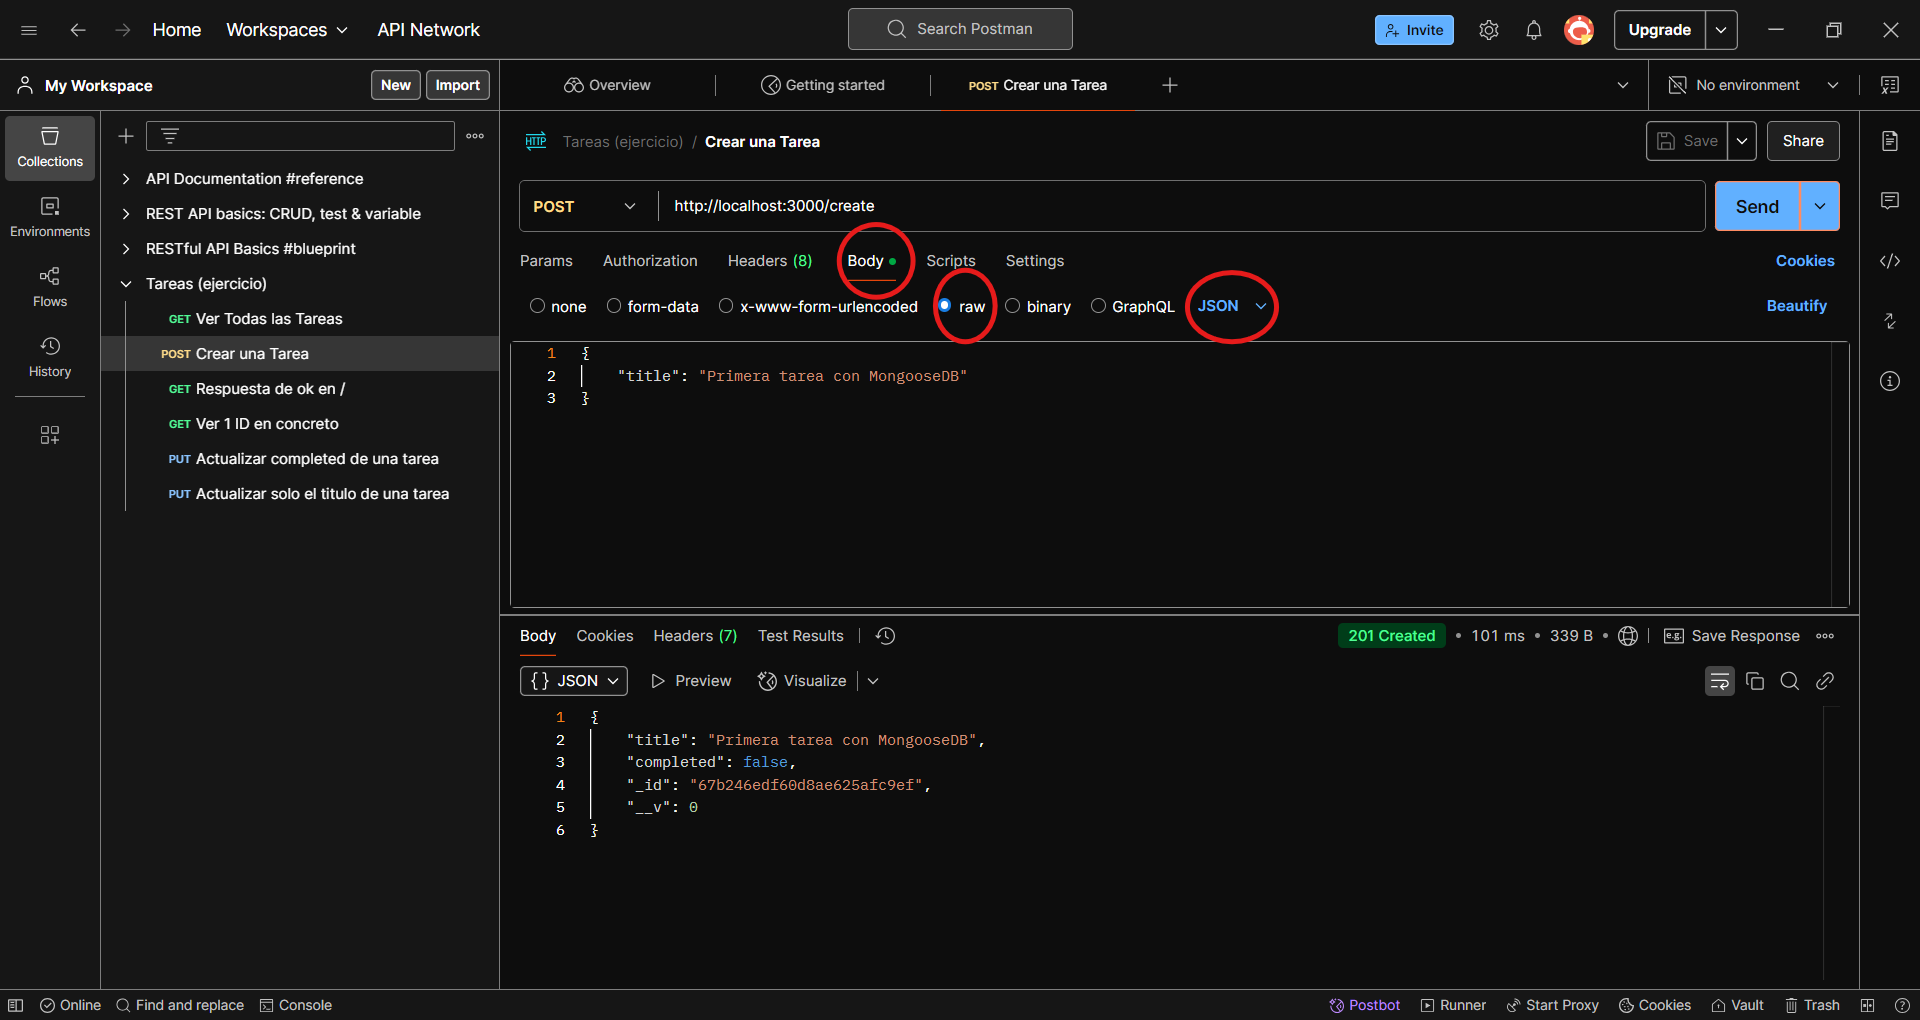 Home Workspaces API Network Search Postman Invite Upgrade
My Workspace New Import Overview Getting started POST Crear una Tarea No environment
Collections
Environments
Flows
History
API Documentation #reference
REST API basics: CRUD, test & variable
RESTful API Basics #blueprint
Tareas (ejercicio)
GET Ver Todas las Tareas
POST Crear una Tarea
GET Respuesta de ok en /
GET Ver 1 ID en concreto
PUT Actualizar completed de una tarea
PUT Actualizar solo el titulo de una tarea
HTTP Tareas (ejercicio) / Crear una Tarea Save Share
POST http://localhost:3000/create Send
Params Authorization Headers (8) Body Scripts Settings Cookies
none form-data x-www-form-urlencoded raw binary GraphQL JSON Beautify
1 {
2 "title": "Primera tarea con MongooseDB"
3 }
Body Cookies Headers (7) Test Results 201 Created • 101 ms • 339 B • e.g. Save Response
{} JSON Preview Visualize
1 {
2 "title": "Primera tarea con MongooseDB",
3 "completed": false,
4 "_id": "67b246edf60d8ae625afc9ef",
5 "__v": 0
6 }
Online Find and replace Console Postbot Runner Start Proxy Cookies Vault Trash